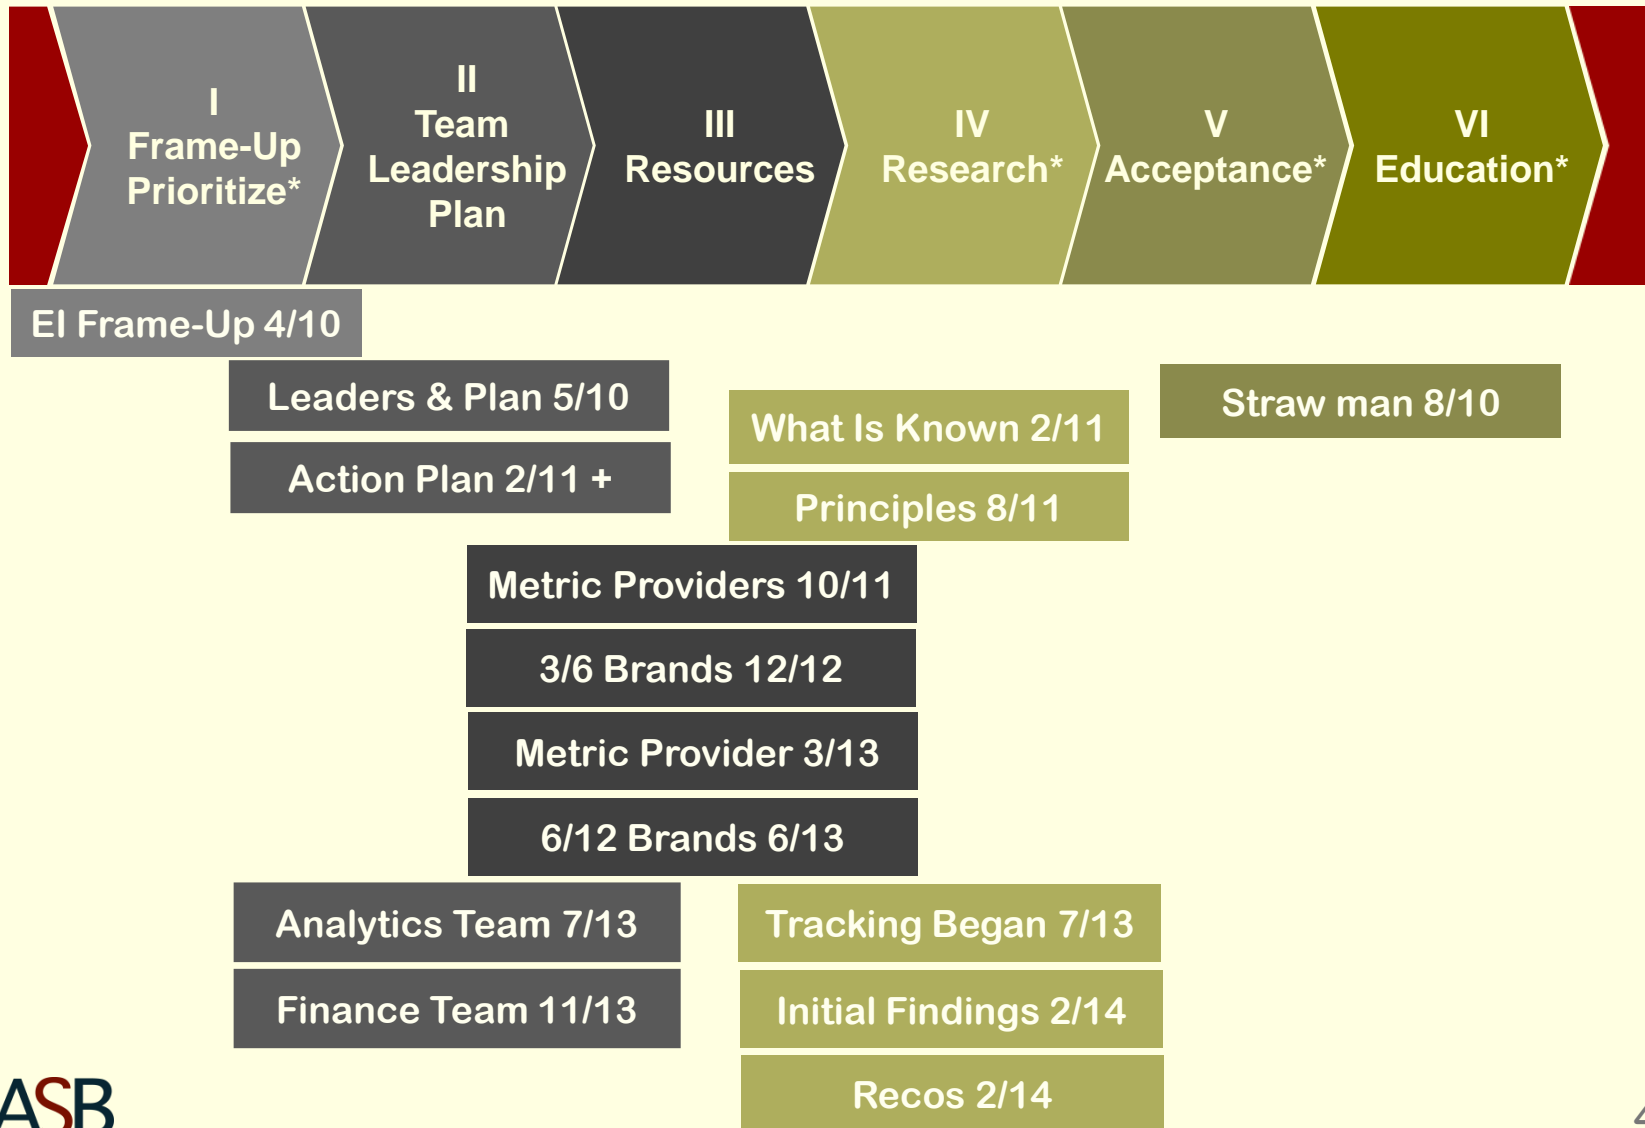 I
Frame-Up
Prioritize*
II
Team
Leadership
Plan
III
Resources
IV
Research*
V
Acceptance*
VI
Education*
EI Frame-Up 4/10
Leaders & Plan 5/10
Straw man 8/10
What Is Known 2/11
Action Plan 2/11 +
Principles 8/11
Metric Providers 10/11
3/6 Brands 12/12
Metric Provider 3/13
6/12 Brands 6/13
Analytics Team 7/13
Tracking Began 7/13
Finance Team 11/13
Initial Findings 2/14
Recos 2/14
ASB